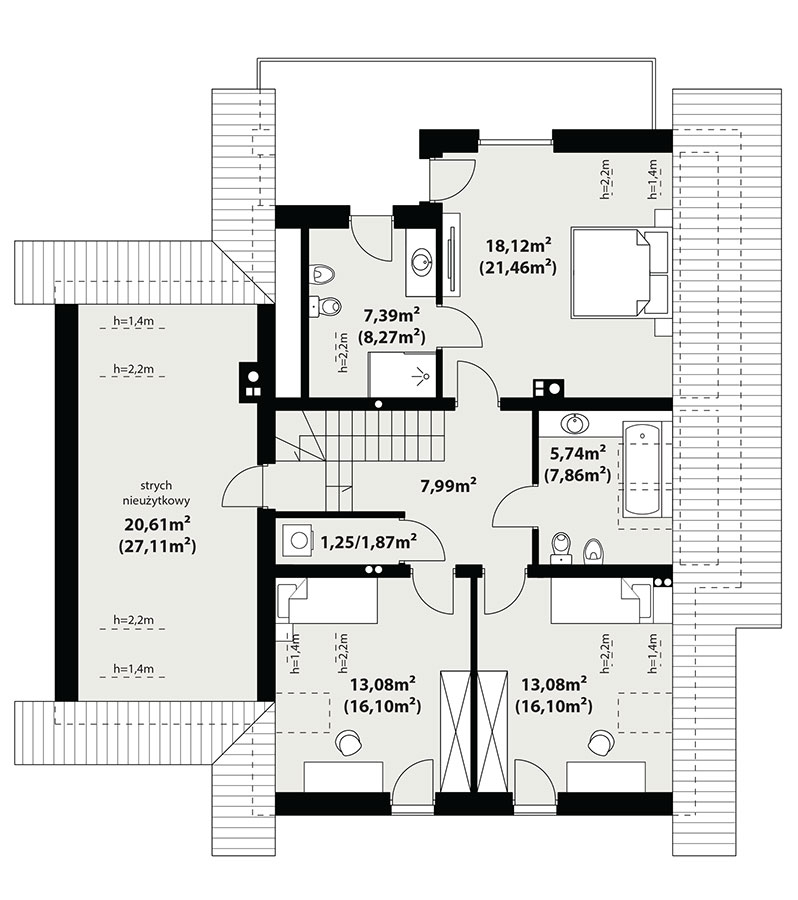 h=2,2m
h=1,4m
18,12m²
(21,46m²)
7,39m²
(8,27m²)
h=2,2m
h=1,4m
h=2,2m
5,74m²
(7,86m²)
7,99m²
strych
nieużytkowy
20,61m²
(27,11m²)
1,25/1,87m²
h=2,2m
h=1,4m
h=1,4m
h=2,2m
h=2,2m
h=1,4m
13,08m²
(16,10m²)
13,08m²
(16,10m²)